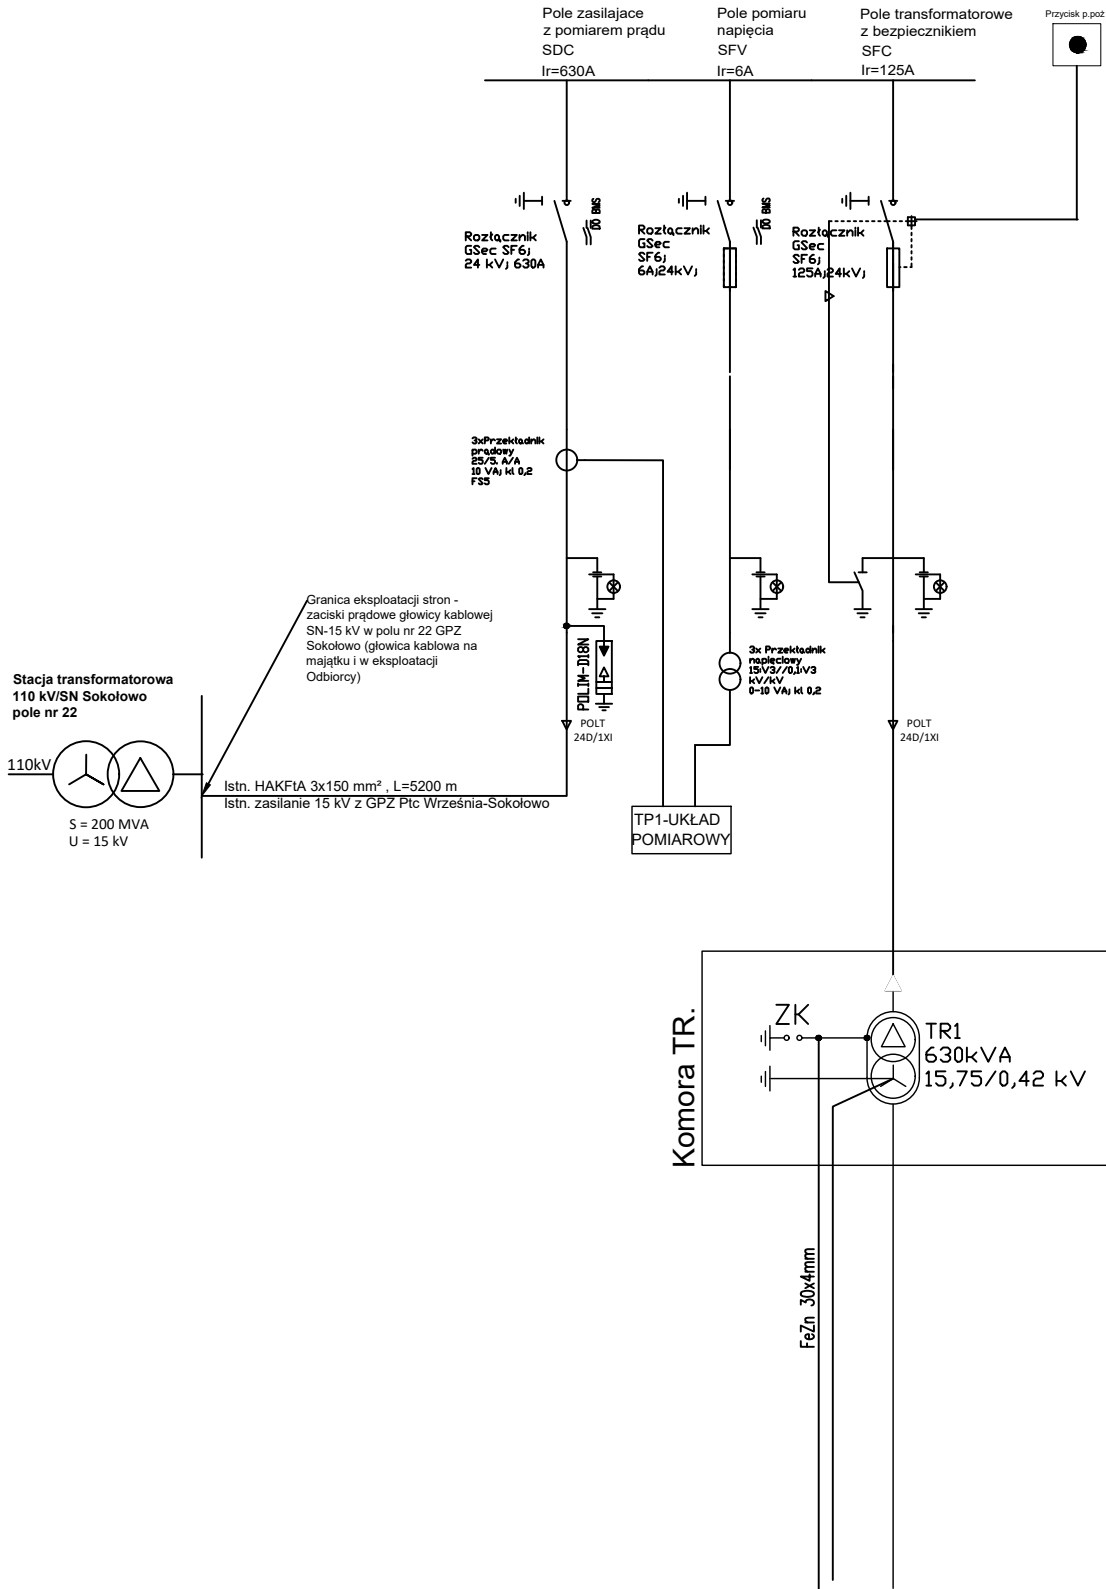 Pole zasilajace
z pomiarem prądu
SDC
Ir=630A
Pole pomiaru
napięcia
SFV
Ir=6A
Pole transformatorowe
z bezpiecznikiem
SFC
Ir=125A
Przycisk p.poż
Rozłącznik
GSec SF6;
24 kV; 630A
DO BMS
Rozłącznik
GSec
SF6;
6A;24kV;
DO BMS
Rozłącznik
GSec
SF6;
125A;24kV;
3xPrzekładnik
prądowy
25/5. A/A
10 VA; kl 0,2
FS5
Granica eksploatacji stron -
zaciski prądowe głowicy kablowej
SN-15 kV w polu nr 22 GPZ
Sokołowo (głowica kablowa na
majątku i w eksploatacji
Odbiorcy)
POLIM-D18N
3x Przekładnik
napięciowy
15:√3//0,1:√3
kV/kV
0-10 VA; kl 0,2
Stacja transformatorowa
110 kV/SN Sokołowo
pole nr 22
POLT
24D/1XI
POLT
24D/1XI
110kV
Istn. HAKFtA 3x150 mm² , L=5200 m
Istn. zasilanie 15 kV z GPZ Ptc Września-Sokołowo
S = 200 MVA
U = 15 kV
TP1-UKŁAD
POMIAROWY
Komora TR.
ZK
TR1
630kVA
15,75/0,42 kV
FeZn 30x4mm